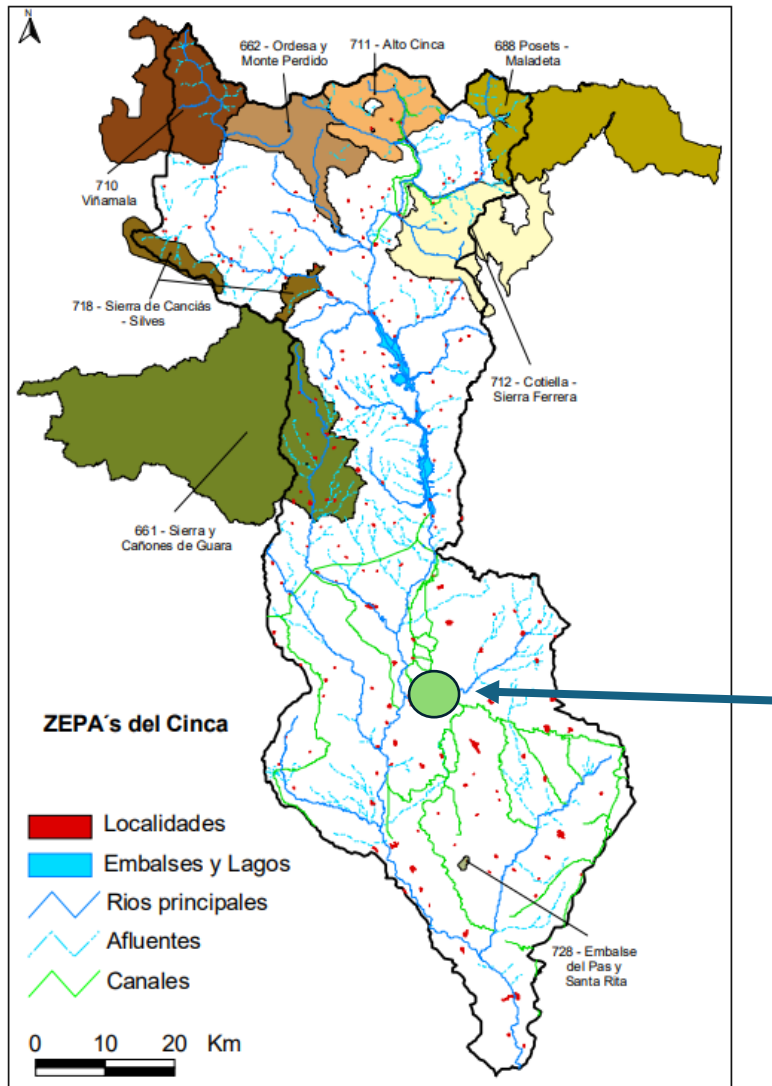 N
662 - Ordesa y
Monte Perdido
711 - Alto Cinca
688 Posets -
Maladeta
710
Viñamala
718 - Sierra de Canciás
- Silves
712 - Cotiella -
Sierra Ferrera
661 - Sierra y
Cañones de Guara
ZEPA´s del Cinca
Localidades
Embalses y Lagos
Rios principales
Afluentes
Canales
728 - Embalse
del Pas y
Santa Rita
0 10 20 Km